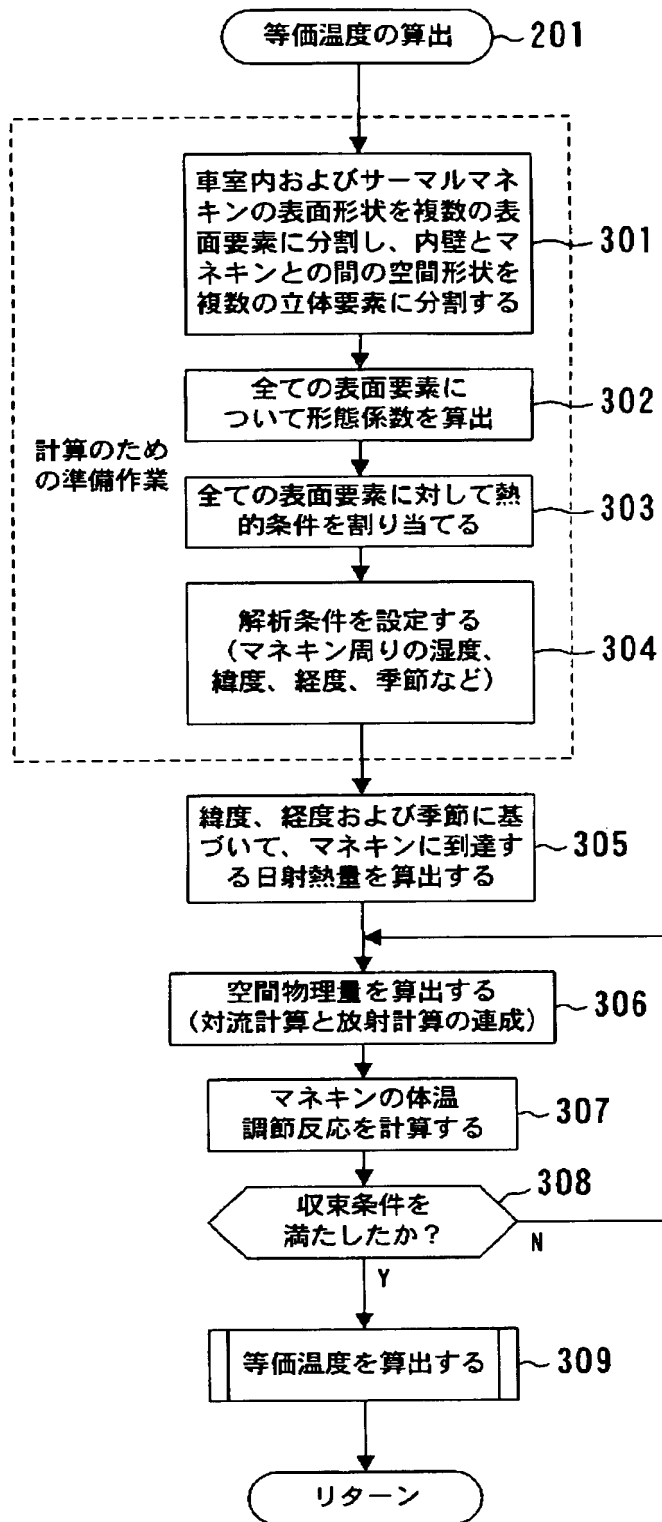 等価温度の算出
201
車室内およびサーマルマネ
キンの表面形状を複数の表
面要素に分割し、内壁とマ
ネキンとの間の空間形状を
複数の立体要素に分割する
301
全ての表面要素に
ついて形態係数を算出
302
計算のため
の準備作業
全ての表面要素に対して熱
的条件を割り当てる
303
解析条件を設定する
（マネキン周りの湿度、
緯度、経度、季節など）
304
緯度、経度および季節に基
づいて、マネキンに到達す
る日射熱量を算出する
305
空間物理量を算出する
（対流計算と放射計算の連成）
306
マネキンの体温
調節反応を計算する
307
収束条件を
満たしたか？
308
N
Y
等価温度を算出する
309
リターン